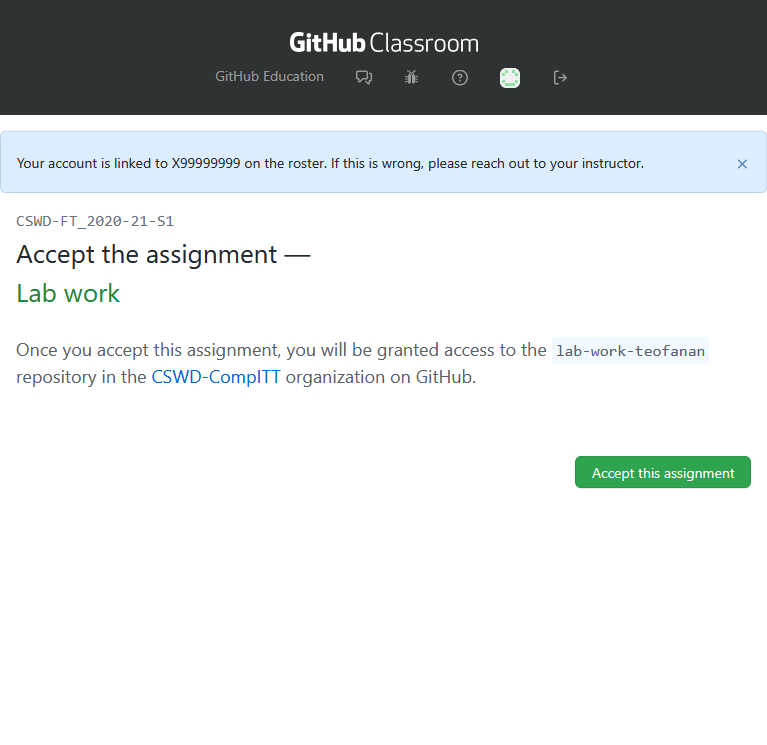 GitHub Classroom
GitHub Education
Your account is linked to X99999999 on the roster. If this is wrong, please reach out to your instructor.
CSWD-FT_2020-21-S1
Accept the assignment —
Lab work
Once you accept this assignment, you will be granted access to the lab-work-teofanan
repository in the CSWD-CompITT organization on GitHub.
Accept this assignment